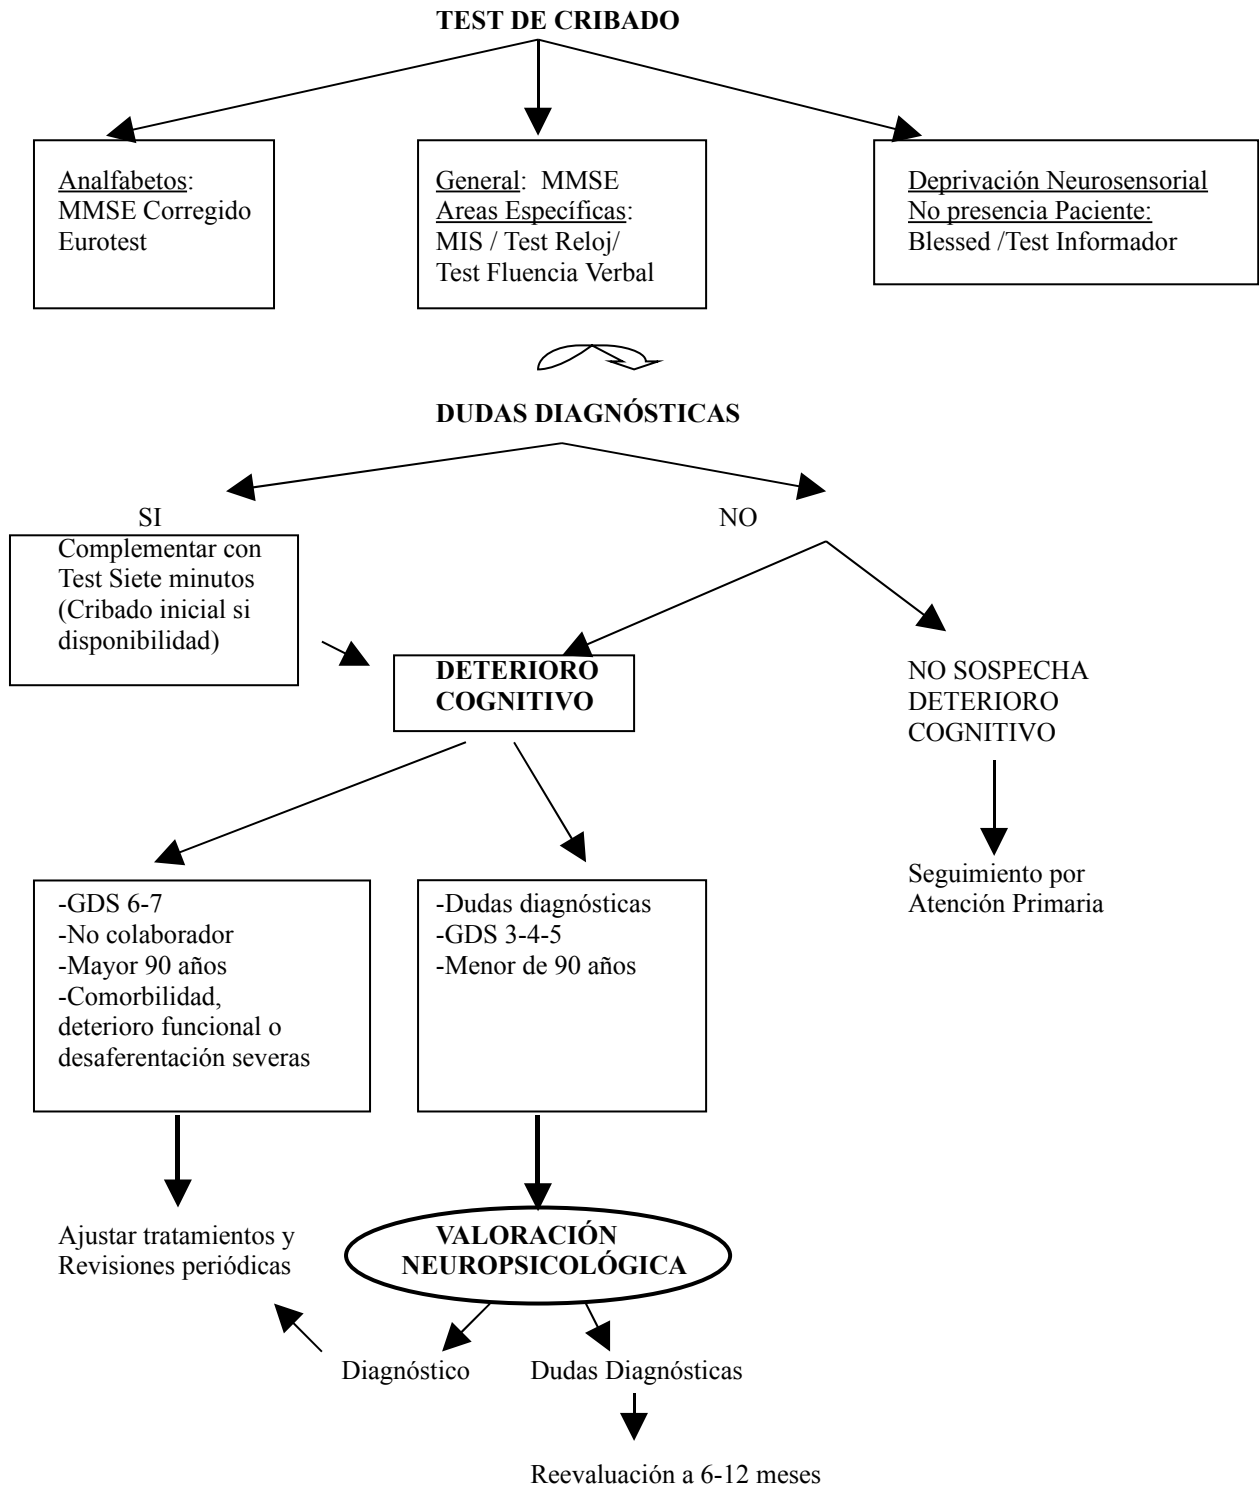 TEST DE CRIBADO
Analfabetos:
MMSE Corregido
Eurotest
General: MMSE
Areas Específicas:
MIS / Test Reloj/
Test Fluencia Verbal
Deprivación Neurosensorial
No presencia Paciente:
Blessed /Test Informador
DUDAS DIAGNÓSTICAS
SI
NO
Complementar con
Test Siete minutos
(Cribado inicial si
disponibilidad)
DETERIORO
COGNITIVO
NO SOSPECHA
DETERIORO
COGNITIVO
Seguimiento por
Atención Primaria
-GDS 6-7
-No colaborador
-Mayor 90 años
-Comorbilidad,
deterioro funcional o
desaferentación severas
-Dudas diagnósticas
-GDS 3-4-5
-Menor de 90 años
Ajustar tratamientos y
Revisiones periódicas
VALORACIÓN
NEUROPSICOLÓGICA
Diagnóstico
Dudas Diagnósticas
Reevaluación a 6-12 meses